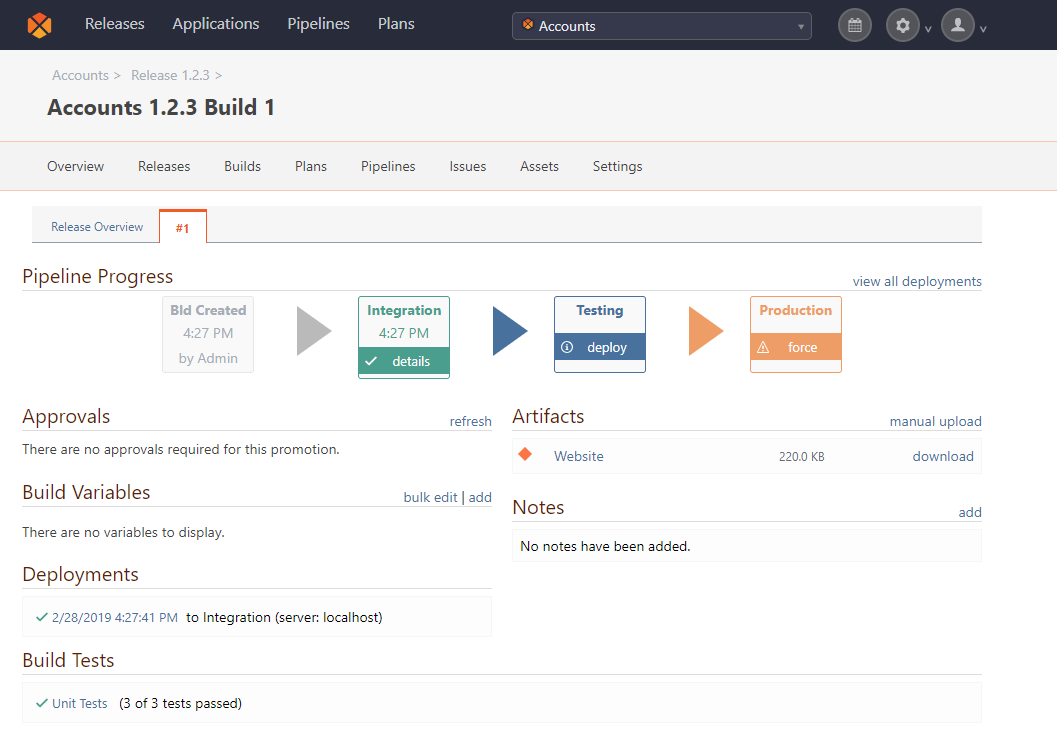 Releases Applications Pipelines Plans Accounts
Accounts > Release 1.2.3 >
Accounts 1.2.3 Build 1
Overview Releases Builds Plans Pipelines Issues Assets Settings
Release Overview #1
Pipeline Progress view all deployments
Bld Created
4:27 PM
by Admin
Integration
4:27 PM
details
Testing
deploy
Production
force
Approvals refresh
There are no approvals required for this promotion.
Build Variables bulk edit | add
There are no variables to display.
Deployments
2/28/2019 4:27:41 PM to Integration (server: localhost)
Artifacts manual upload
Website 220.0 KB download
Notes add
No notes have been added.
Build Tests
Unit Tests (3 of 3 tests passed)